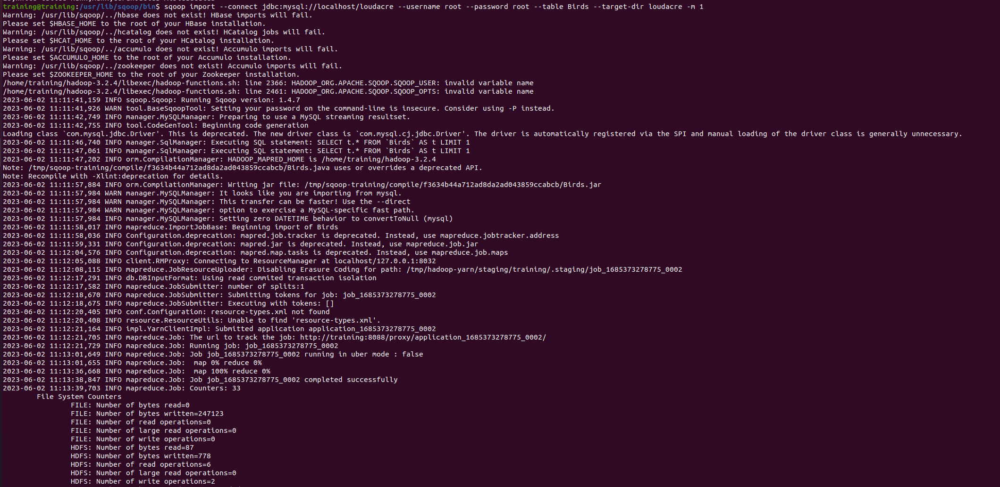 training@training:/usr/lib/sqoop/bin$ sqoop import --connect jdbc:mysql://localhost/loudacre --username root --password root --table Birds --target-dir loudacre -m 1
Warning: /usr/lib/sqoop/../hbase does not exist! HBase imports will fail.
Please set $HBASE_HOME to the root of your HBase installation.
Warning: /usr/lib/sqoop/../hcatalog does not exist! HCatalog jobs will fail.
Please set $HCAT_HOME to the root of your HCatalog installation.
Warning: /usr/lib/sqoop/../accumulo does not exist! Accumulo imports will fail.
Please set $ACCUMULO_HOME to the root of your Accumulo installation.
Warning: /usr/lib/sqoop/../zookeeper does not exist! Accumulo imports will fail.
Please set $ZOOKEEPER_HOME to the root of your Zookeeper installation.
/home/training/hadoop-3.2.4/libexec/hadoop-functions.sh: line 2366: HADOOP_ORG.APACHE.SQOOP.SQOOP_USER: invalid variable name
/home/training/hadoop-3.2.4/libexec/hadoop-functions.sh: line 2461: HADOOP_ORG.APACHE.SQOOP.SQOOP_OPTS: invalid variable name
2023-06-02 11:11:41,159 INFO sqoop.Sqoop: Running Sqoop version: 1.4.7
2023-06-02 11:11:41,926 WARN tool.BaseSqoopTool: Setting your password on the command-line is insecure. Consider using -P instead.
2023-06-02 11:11:42,749 INFO manager.MySQLManager: Preparing to use a MySQL streaming resultset.
2023-06-02 11:11:42,755 INFO tool.CodeGenTool: Beginning code generation
Loading class `com.mysql.jdbc.Driver'. This is deprecated. The new driver class is `com.mysql.cj.jdbc.Driver'. The driver is automatically registered via the SPI and manual loading of the driver class is generally unnecessary.
2023-06-02 11:11:46,740 INFO manager.SqlManager: Executing SQL statement: SELECT t.* FROM `Birds` AS t LIMIT 1
2023-06-02 11:11:47,061 INFO manager.SqlManager: Executing SQL statement: SELECT t.* FROM `Birds` AS t LIMIT 1
2023-06-02 11:11:47,202 INFO orm.CompilationManager: HADOOP_MAPRED_HOME is /home/training/hadoop-3.2.4
Note: /tmp/sqoop-training/compile/f3634b44a712ad8da2ad043859ccabcb/Birds.java uses or overrides a deprecated API.
Note: Recompile with -Xlint:deprecation for details.
2023-06-02 11:11:57,884 INFO orm.CompilationManager: Writing jar file: /tmp/sqoop-training/compile/f3634b44a712ad8da2ad043859ccabcb/Birds.jar
2023-06-02 11:11:57,984 WARN manager.MySQLManager: It looks like you are importing from mysql.
2023-06-02 11:11:57,984 WARN manager.MySQLManager: This transfer can be faster! Use the --direct
2023-06-02 11:11:57,984 WARN manager.MySQLManager: option to exercise a MySQL-specific fast path.
2023-06-02 11:11:57,984 INFO manager.MySQLManager: Setting zero DATETIME behavior to convertToNull (mysql)
2023-06-02 11:11:58,017 INFO mapreduce.ImportJobBase: Beginning import of Birds
2023-06-02 11:11:58,036 INFO Configuration.deprecation: mapred.job.tracker is deprecated. Instead, use mapreduce.jobtracker.address
2023-06-02 11:11:59,331 INFO Configuration.deprecation: mapred.jar is deprecated. Instead, use mapreduce.job.jar
2023-06-02 11:12:04,576 INFO Configuration.deprecation: mapred.map.tasks is deprecated. Instead, use mapreduce.job.maps
2023-06-02 11:12:05,088 INFO client.RMProxy: Connecting to ResourceManager at localhost/127.0.0.1:8032
2023-06-02 11:12:08,115 INFO mapreduce.JobResourceUploader: Disabling Erasure Coding for path: /tmp/hadoop-yarn/staging/training/.staging/job_1685373278775_0002
2023-06-02 11:12:17,291 INFO db.DBInputFormat: Using read commited transaction isolation
2023-06-02 11:12:17,582 INFO mapreduce.JobSubmitter: number of splits:1
2023-06-02 11:12:18,670 INFO mapreduce.JobSubmitter: Submitting tokens for job: job_1685373278775_0002
2023-06-02 11:12:18,675 INFO mapreduce.JobSubmitter: Executing with tokens: []
2023-06-02 11:12:20,405 INFO conf.Configuration: resource-types.xml not found
2023-06-02 11:12:20,408 INFO resource.ResourceUtils: Unable to find 'resource-types.xml'.
2023-06-02 11:12:21,164 INFO impl.YarnClientImpl: Submitted application application_1685373278775_0002
2023-06-02 11:12:21,705 INFO mapreduce.Job: The url to track the job: http://training:8088/proxy/application_1685373278775_0002/
2023-06-02 11:12:21,729 INFO mapreduce.Job: Running job: job_1685373278775_0002
2023-06-02 11:13:01,649 INFO mapreduce.Job: Job job_1685373278775_0002 running in uber mode : false
2023-06-02 11:13:01,655 INFO mapreduce.Job:  map 0% reduce 0%
2023-06-02 11:13:36,668 INFO mapreduce.Job:  map 100% reduce 0%
2023-06-02 11:13:38,847 INFO mapreduce.Job: Job job_1685373278775_0002 completed successfully
2023-06-02 11:13:39,703 INFO mapreduce.Job: Counters: 33
File System Counters
FILE: Number of bytes read=0
FILE: Number of bytes written=247123
FILE: Number of read operations=0
FILE: Number of large read operations=0
FILE: Number of write operations=0
HDFS: Number of bytes read=87
HDFS: Number of bytes written=778
HDFS: Number of read operations=6
HDFS: Number of large read operations=0
HDFS: Number of write operations=2